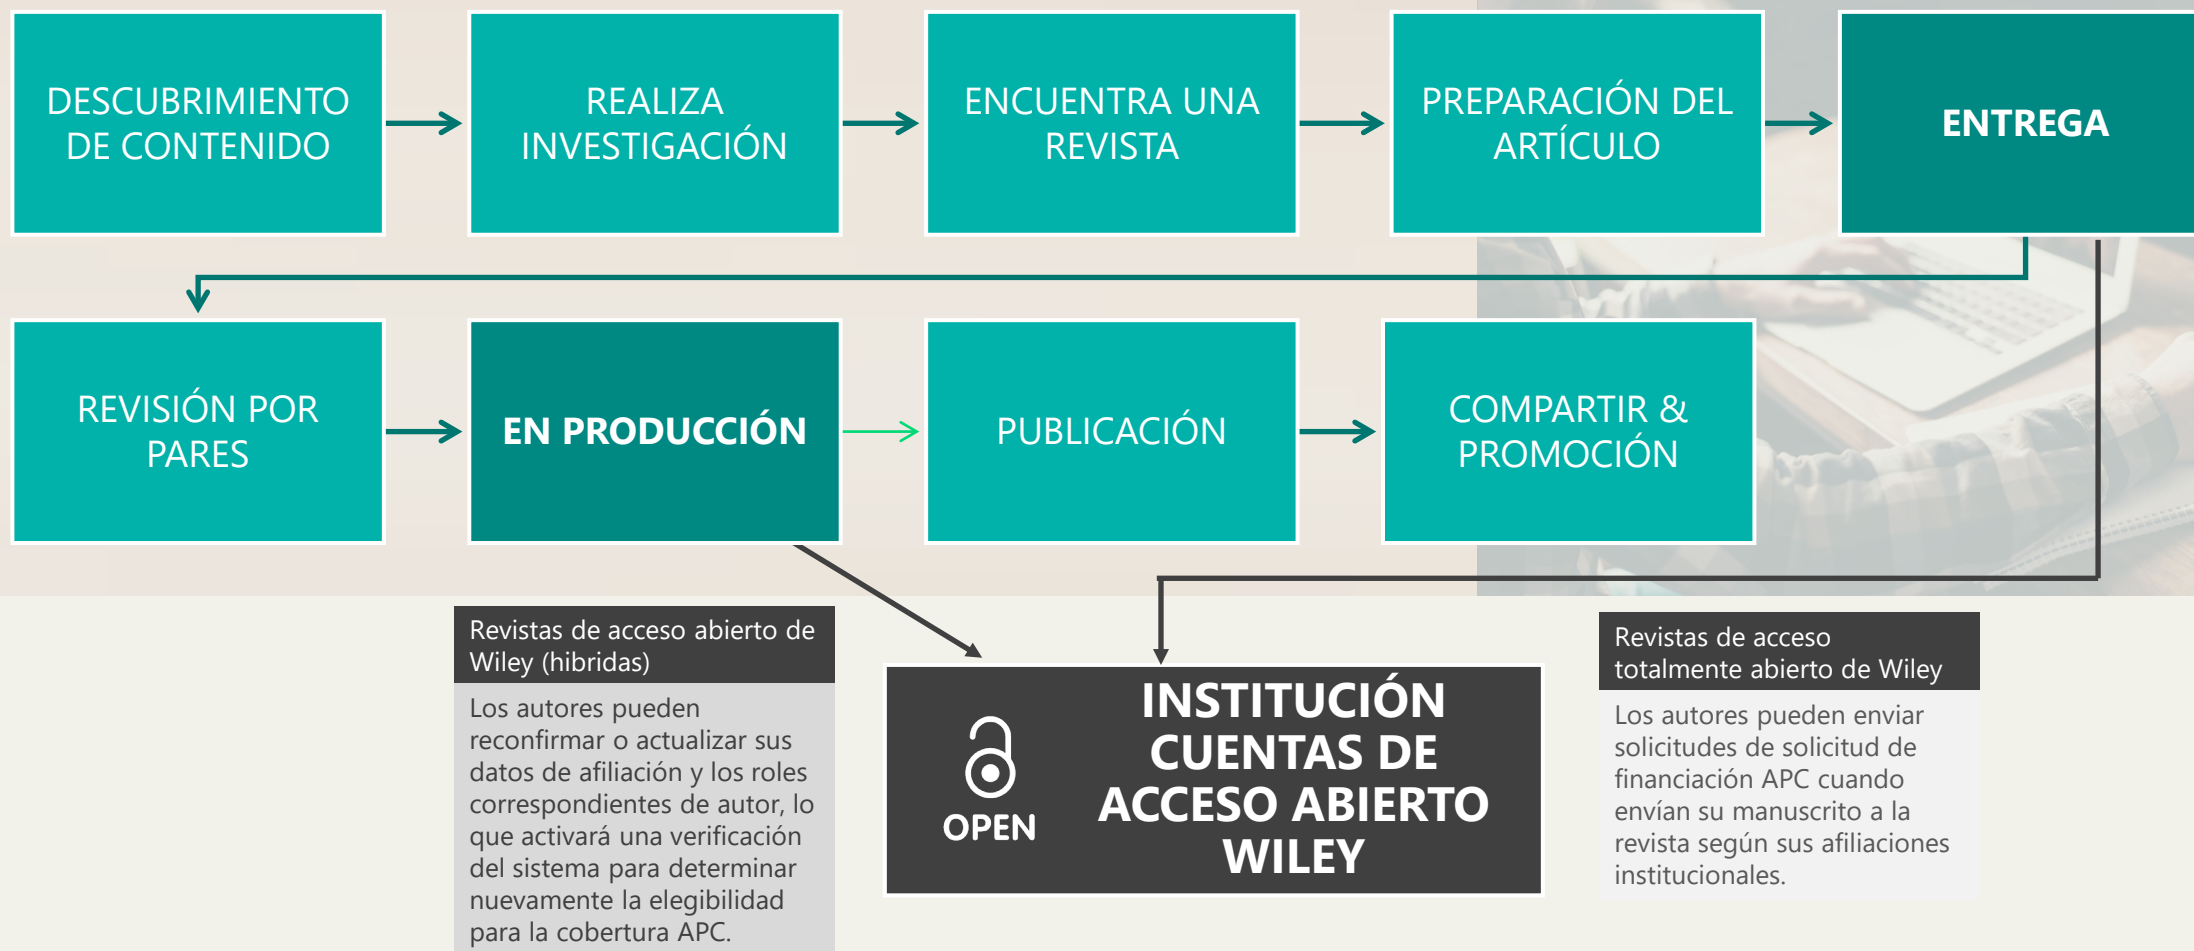 DESCUBRIMIENTO
DE CONTENIDO
REALIZA
INVESTIGACIÓN
ENCUENTRA UNA
REVISTA
PREPARACIÓN DEL
ARTÍCULO
ENTREGA
REVISIÓN POR
PARES
EN PRODUCCIÓN
PUBLICACIÓN
COMPARTIR &
PROMOCIÓN
Revistas de acceso abierto de
Wiley (hibridas)
Los autores pueden
reconfirmar o actualizar sus
datos de afiliación y los roles
correspondientes de autor, lo
que activará una verificación
del sistema para determinar
nuevamente la elegibilidad
para la cobertura APC.
OPEN
INSTITUCIÓN
CUENTAS DE
ACCESO ABIERTO
WILEY
Revistas de acceso
totalmente abierto de Wiley
Los autores pueden enviar
solicitudes de solicitud de
financiación APC cuando
envían su manuscrito a la
revista según sus afiliaciones
institucionales.